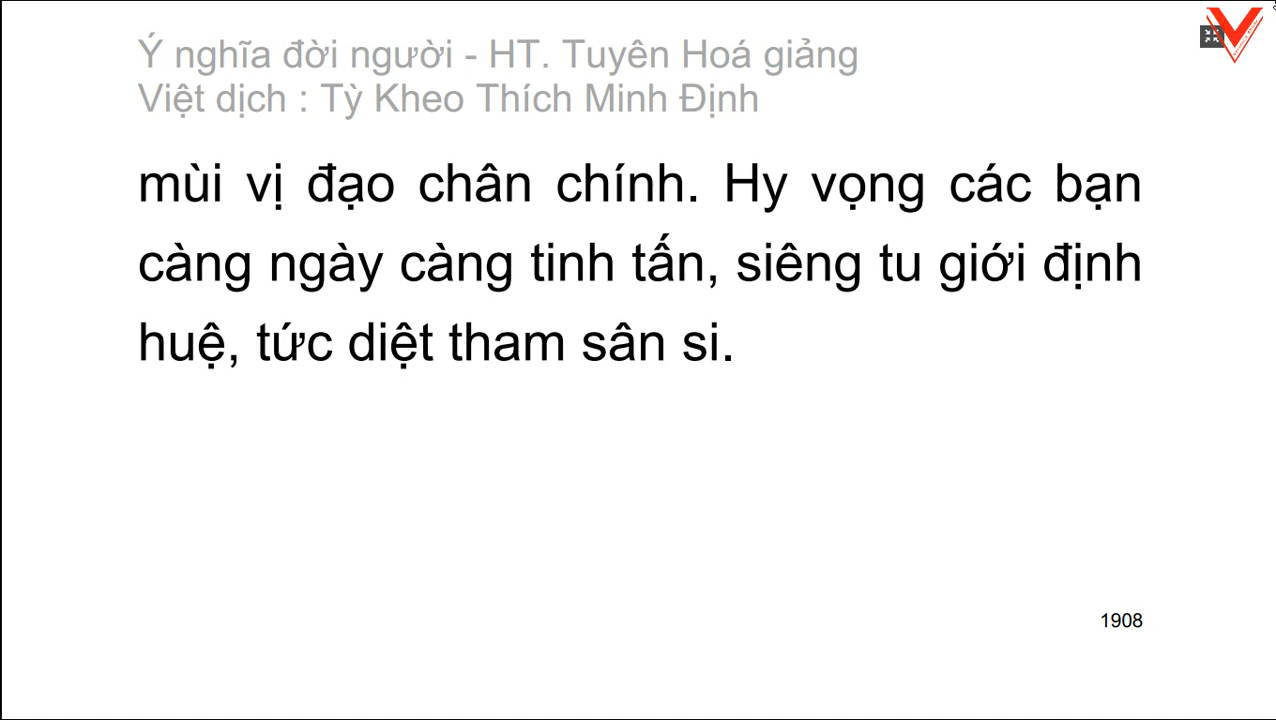 Ý nghĩa đời người - HT. Tuyên Hoá giảng
Việt dịch : Tỳ Kheo Thích Minh Định
mùi vị đạo chân chính. Hy vọng các bạn
càng ngày càng tinh tấn, siêng tu giới định
huệ, tức diệt tham sân si.
1908